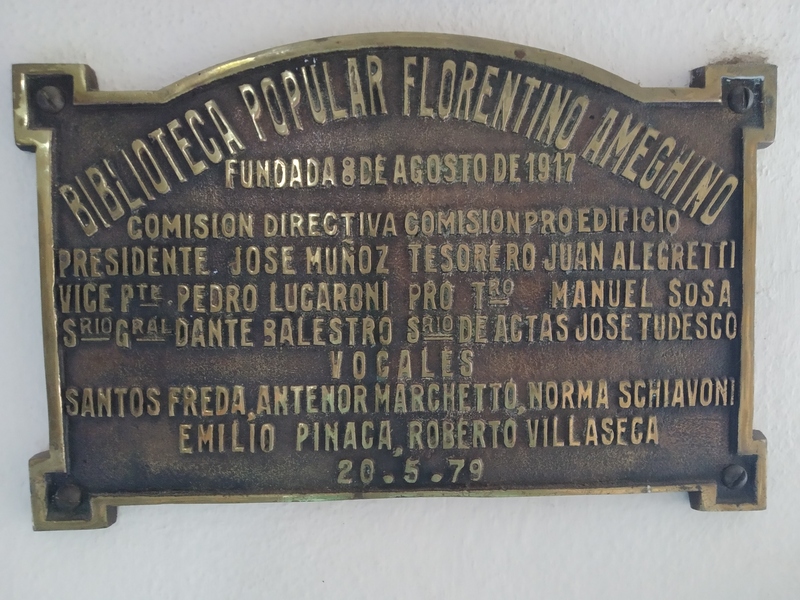 BIBLIOTECA POPULAR FLORENTINO AMEGHINO
FUNDADA 8 DE AGOSTO DE 1917
COMISION DIRECTIVA COMISION PRO EDIFICIO
PRESIDENTE JOSE MUÑOZ TESORERO JUAN ALEGRETTI
VICE PTE. PEDRO LUCARONI PRO TRO MANUEL SOSA
SRIO GRAL DANTE BALESTRO SRIO DE ACTAS JOSE TUDESCO
VOCALES
SANTOS FREDA, ANTENOR MARCHETTO, NORMA SCHIAVONI
EMILIO PINACA, ROBERTO VILLASECA
20.5.79